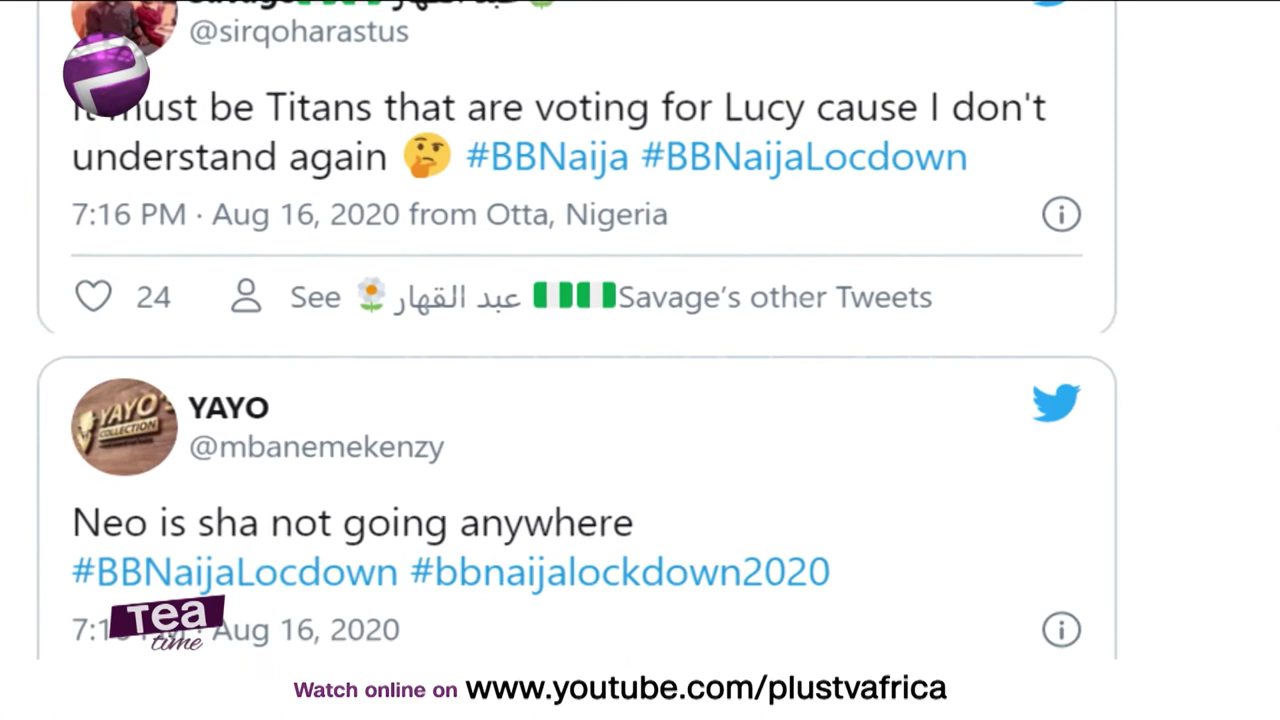 @sirqoharastus
must be Titans that are voting for Lucy cause I don't
understand again 🤔 #BBNaija #BBNaijaLocdown
7:16 PM · Aug 16, 2020 from Otta, Nigeria
24 See 🌼عبد القهار 🇳🇬🇳🇬Savage's other Tweets
YAYO'S
COLLECTION
YAYO
@mbanemekenzy
Neo is sha not going anywhere
#BBNaijaLocdown #bbnaijalockdown2020
Aug 16, 2020
Tea
time
Watch online on www.youtube.com/plustvafrica